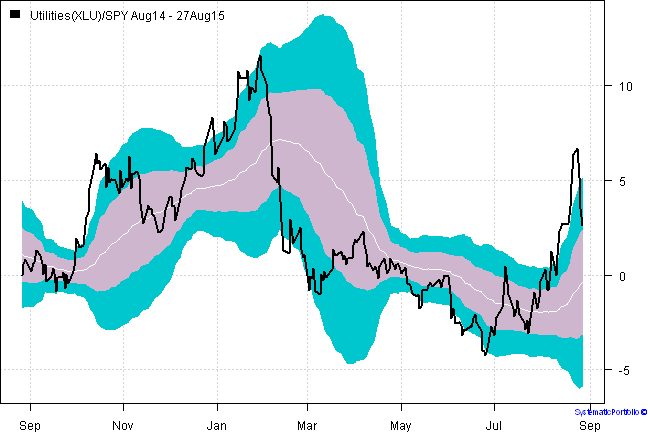 Utilities(XLU)/SPY Aug14 - 27Aug15
10
5
0
-5
Sep Nov Jan Mar May Jul Sep
SystematicPortfolio ©